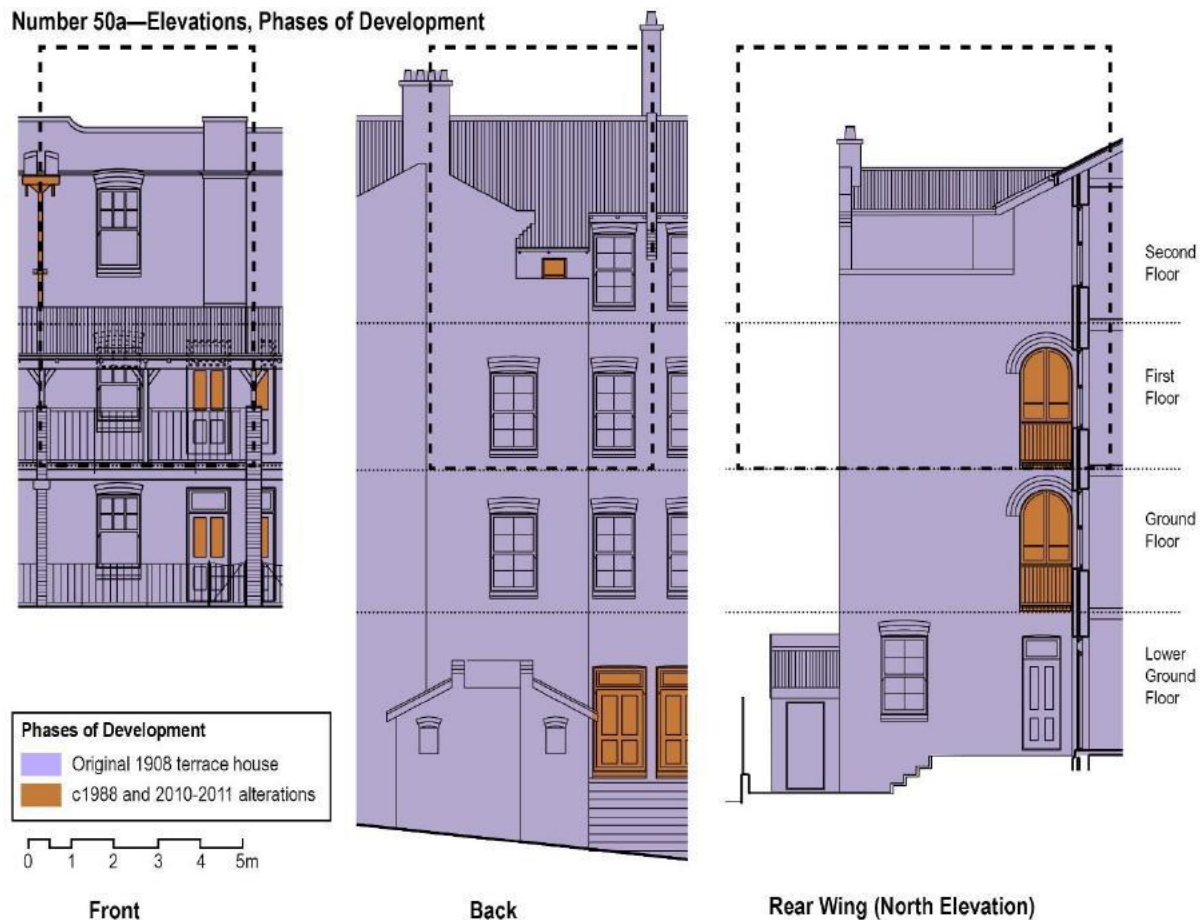 Number 50a—Elevations, Phases of Development
Second
Floor
First
Floor
Ground
Floor
Lower
Ground
Floor
Phases of Development
Original 1908 terrace house
c1988 and 2010-2011 alterations
0 1 2 3 4 5m
Front
Back
Rear Wing (North Elevation)